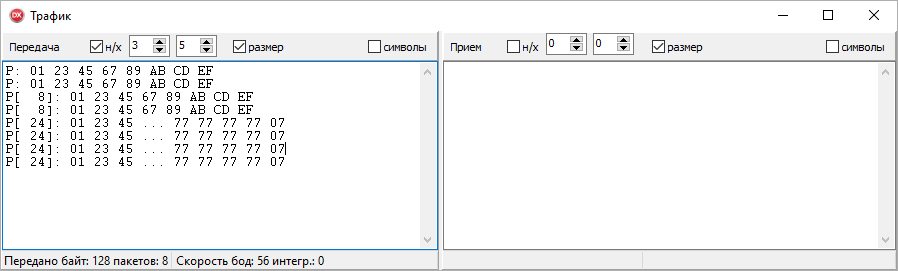 DX Трафик
Передача н/х 3 5 размер символы
Прием н/х 0 0 размер символы
P: 01 23 45 67 89 AB CD EF
P: 01 23 45 67 89 AB CD EF
P[  8]: 01 23 45 67 89 AB CD EF
P[  8]: 01 23 45 67 89 AB CD EF
P[ 24]: 01 23 45 ... 77 77 77 77 07
P[ 24]: 01 23 45 ... 77 77 77 77 07
P[ 24]: 01 23 45 ... 77 77 77 77 07
P[ 24]: 01 23 45 ... 77 77 77 77 07
Передано байт: 128 пакетов: 8 Скорость бод: 56 интегр.: 0